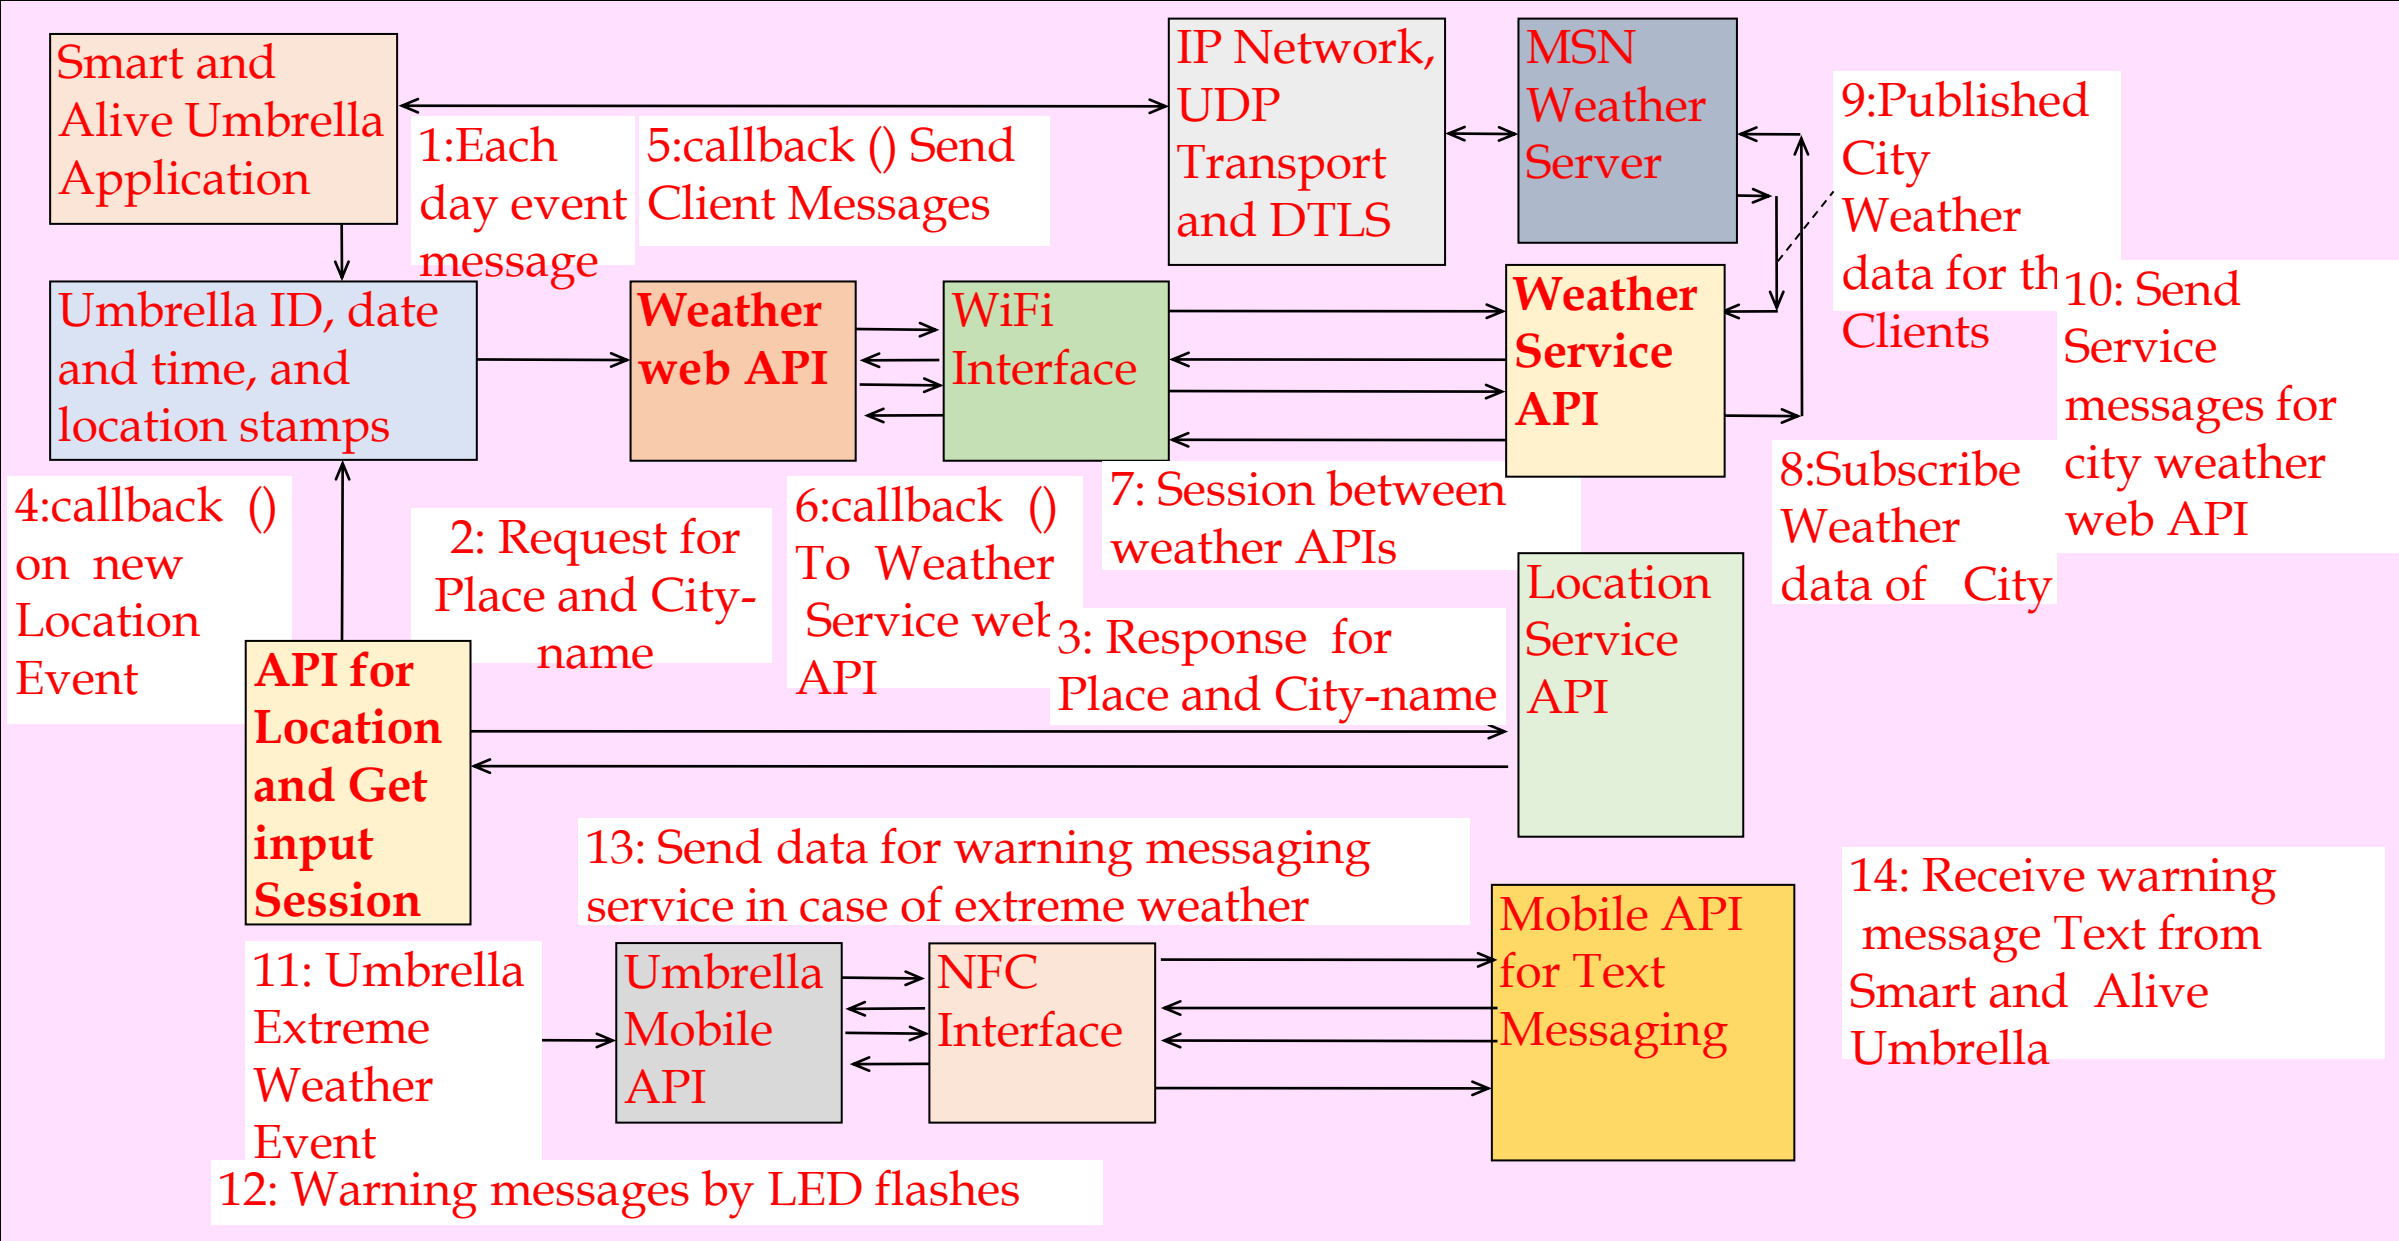 Smart and
Alive Umbrella
Application
1:Each
day event
message
5:callback () Send
Client Messages
IP Network,
UDP
Transport
and DTLS
MSN
Weather
Server
9:Published
City
Weather
data for th
Clients
10: Send
Service
messages for
city weather
web API
Umbrella ID, date
and time, and
location stamps
Weather
web API
WiFi
Interface
Weather
Service
API
8:Subscribe
Weather
data of City
4:callback ()
on new
Location
Event
2: Request for
Place and City-
name
6:callback ()
To Weather
Service web
API
7: Session between
weather APIs
3: Response for
Place and City-name
Location
Service
API
API for
Location
and Get
input
Session
13: Send data for warning messaging
service in case of extreme weather
14: Receive warning
message Text from
Smart and Alive
Umbrella
11: Umbrella
Extreme
Weather
Event
Umbrella
Mobile
API
NFC
Interface
Mobile API
for Text
Messaging
12: Warning messages by LED flashes